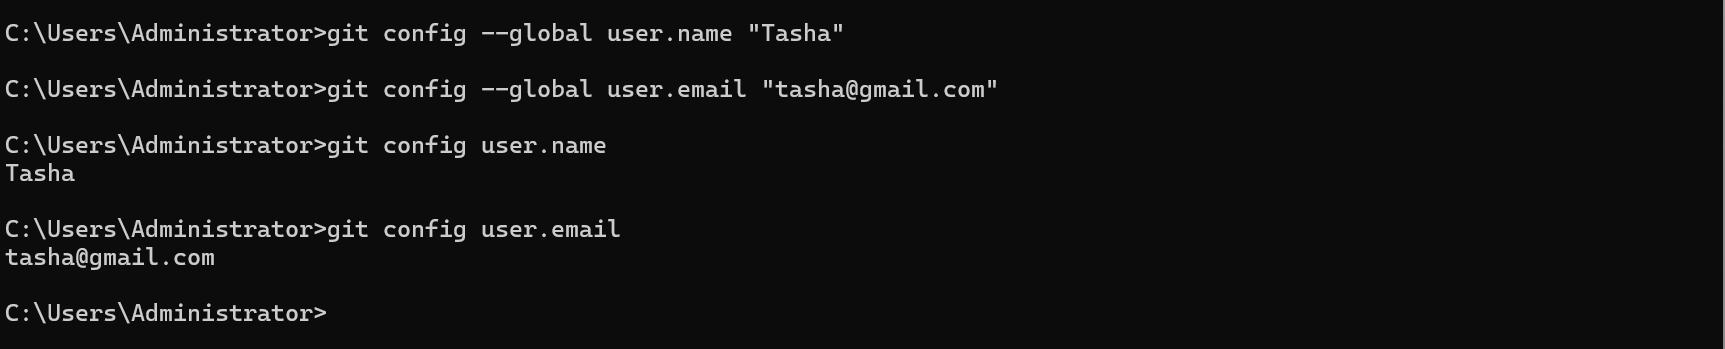 C:\Users\Administrator>git config --global user.name "Tasha"
C:\Users\Administrator>git config --global user.email "tasha@gmail.com"
C:\Users\Administrator>git config user.name
Tasha
C:\Users\Administrator>git config user.email
tasha@gmail.com
C:\Users\Administrator>